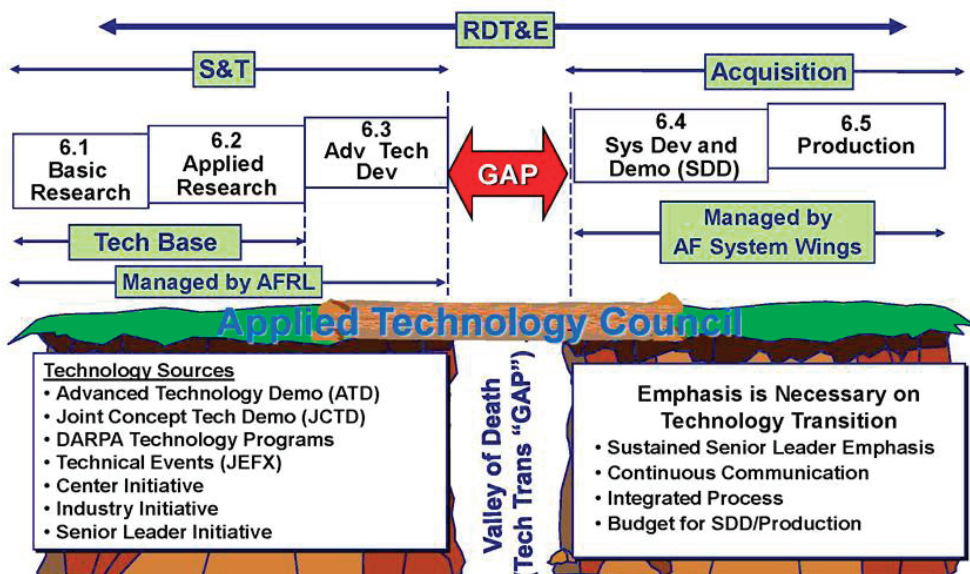 RDT&E
S&T
Acquisition
6.1
Basic
Research
6.2
Applied
Research
6.3
Adv Tech
Dev
GAP
6.4
Sys Dev and
Demo (SDD)
6.5
Production
Tech Base
Managed by AFRL
Managed by
AF System Wings
Applied Technology Council
Technology Sources
• Advanced Technology Demo (ATD)
• Joint Concept Tech Demo (JCTD)
• DARPA Technology Programs
• Technical Events (JEFX)
• Center Initiative
• Industry Initiative
• Senior Leader Initiative
Valley of Death
(Tech Trans “GAP”)
Emphasis is Necessary on
Technology Transition
• Sustained Senior Leader Emphasis
• Continuous Communication
• Integrated Process
• Budget for SDD/Production